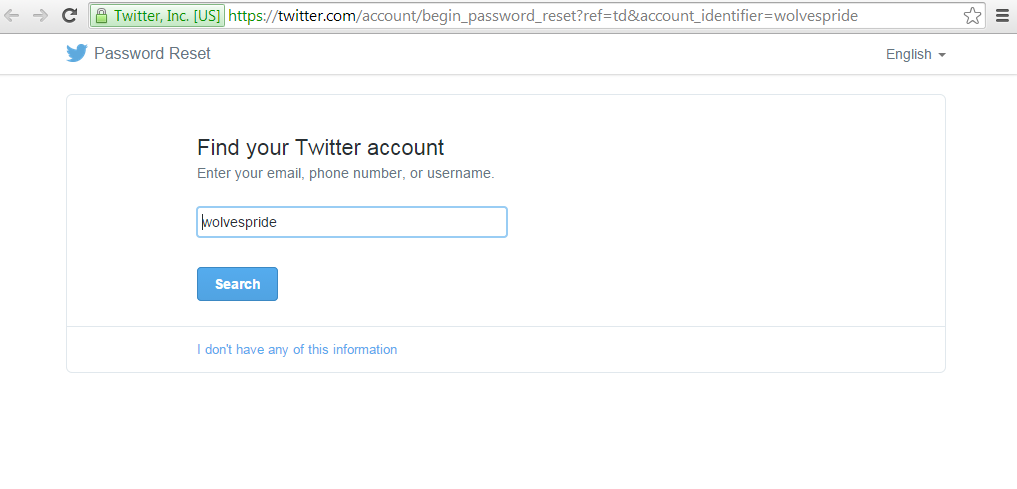 Twitter, Inc. [US] https://twitter.com/account/begin_password_reset?ref=td&account_identifier=wolvespride
Password Reset English
Find your Twitter account
Enter your email, phone number, or username.
wolvespride
Search
I don't have any of this information